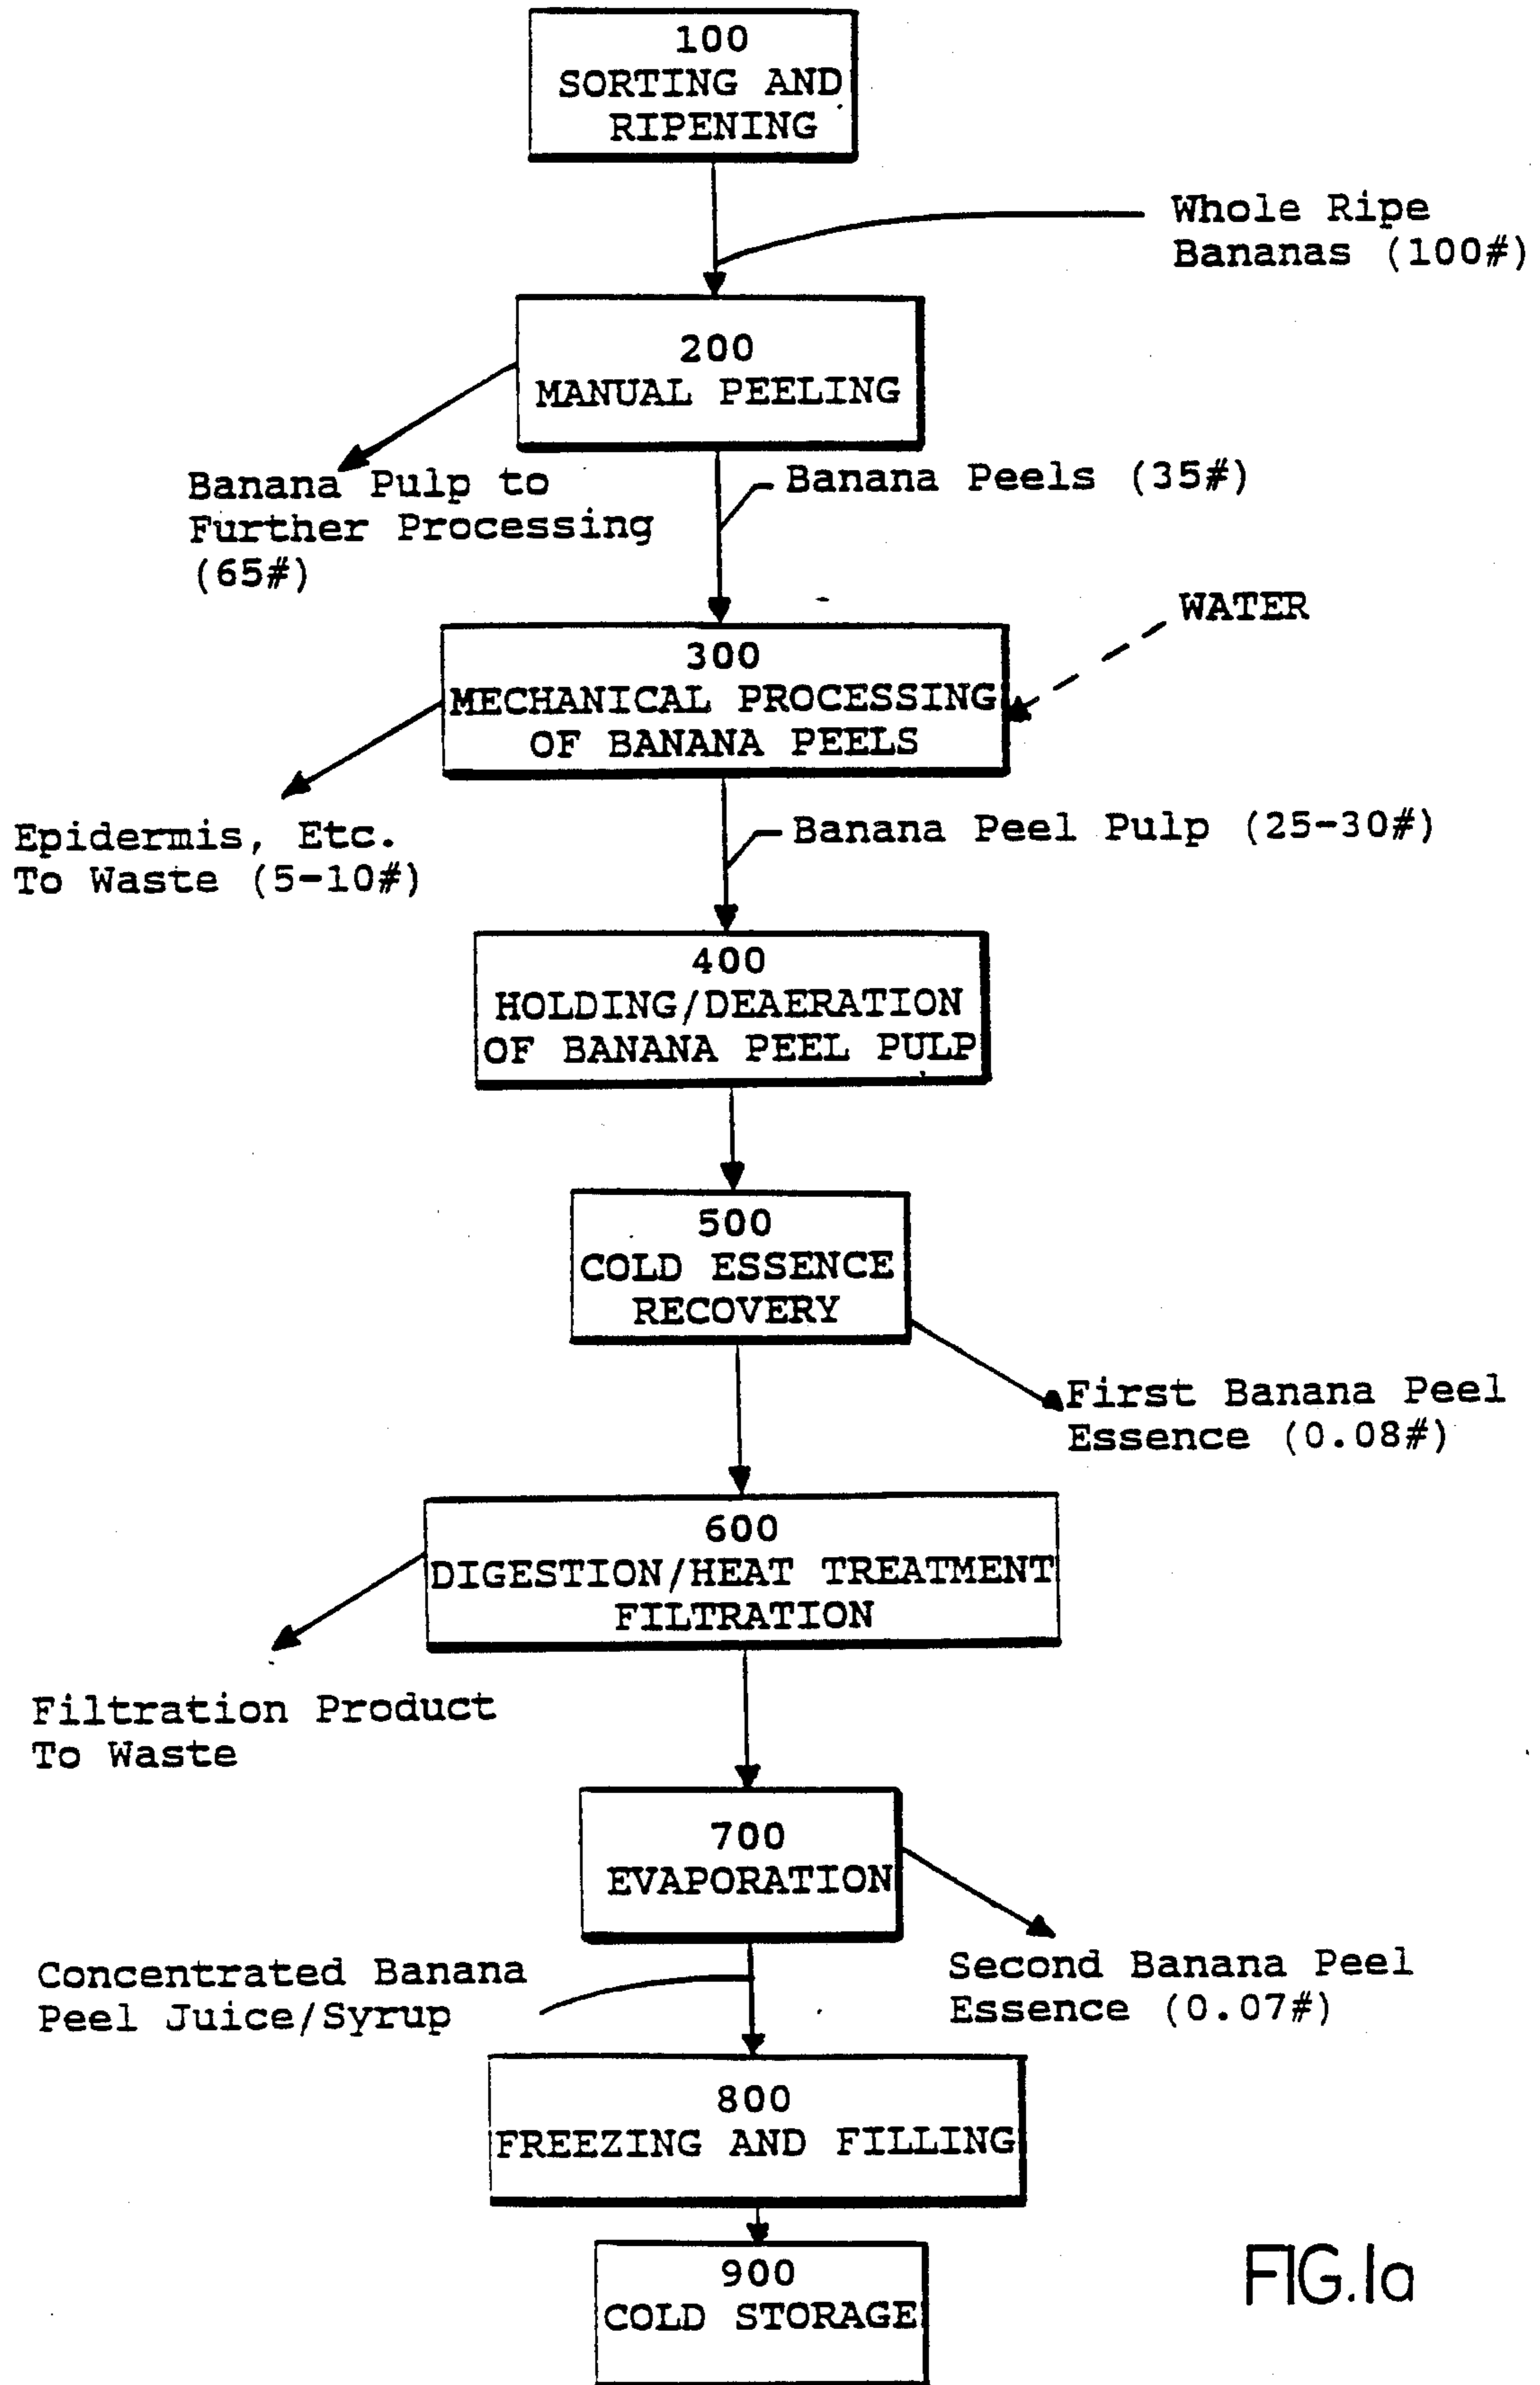 100
SORTING AND
RIPENING
Whole Ripe
Bananas (100#)
200
MANUAL PEELING
Banana Pulp to
Further Processing
(65#)
Banana Peels (35#)
WATER
300
MECHANICAL PROCESSING
OF BANANA PEELS
Epidermis, Etc.
To Waste (5-10#)
Banana Peel Pulp (25-30#)
400
HOLDING/DEAERATION
OF BANANA PEEL PULP
500
COLD ESSENCE
RECOVERY
First Banana Peel
Essence (0.08#)
600
DIGESTION/HEAT TREATMENT
FILTRATION
Filtration Product
To Waste
700
EVAPORATION
Concentrated Banana
Peel Juice/Syrup
Second Banana Peel
Essence (0.07#)
800
FREEZING AND FILLING
900
COLD STORAGE
FIG.1a